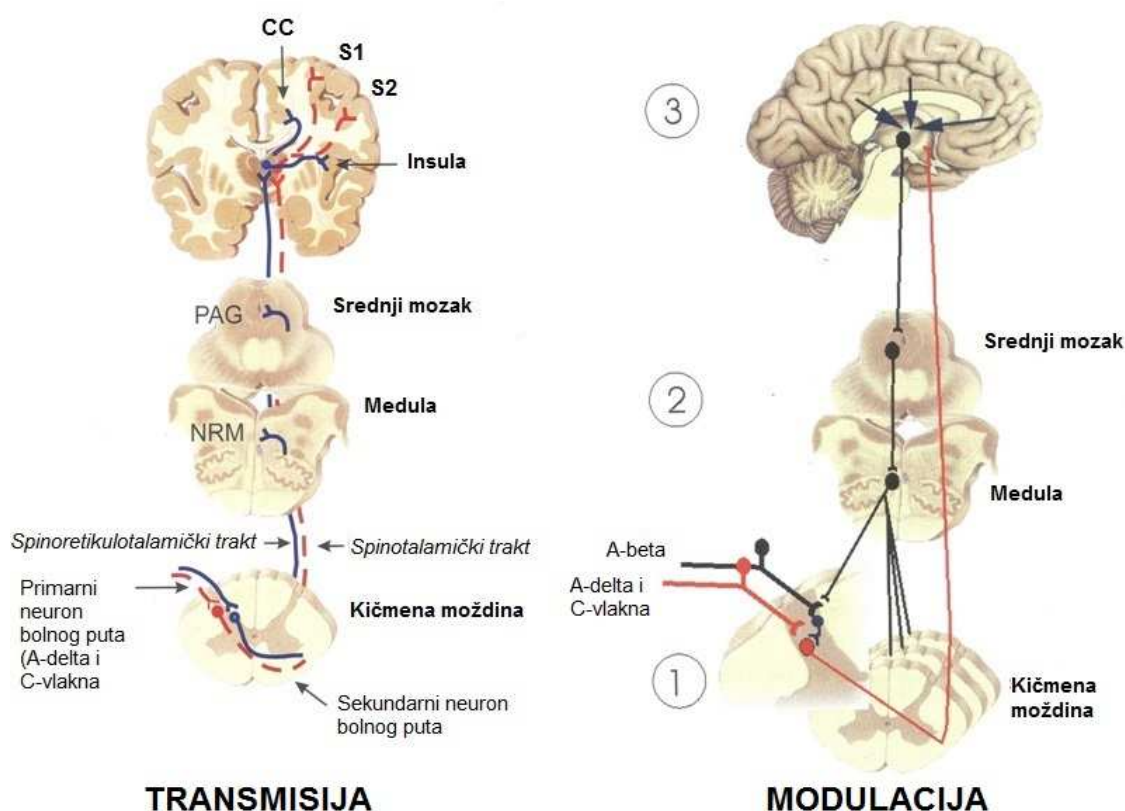 CC
S1
S2
Insula
PAG
Srednji mozak
Medula
NRM
Spinoretikulotalamički trakt
Spinotalamički trakt
Primarni
neuron
bolnog puta
(A-delta i
C-vlakna
Kičmena moždina
Sekundarni neuron
bolnog puta
TRANSMISIJA
3
Srednji mozak
2
Medula
A-beta
A-delta i
C-vlakna
1
Kičmena
moždina
MODULACIJA